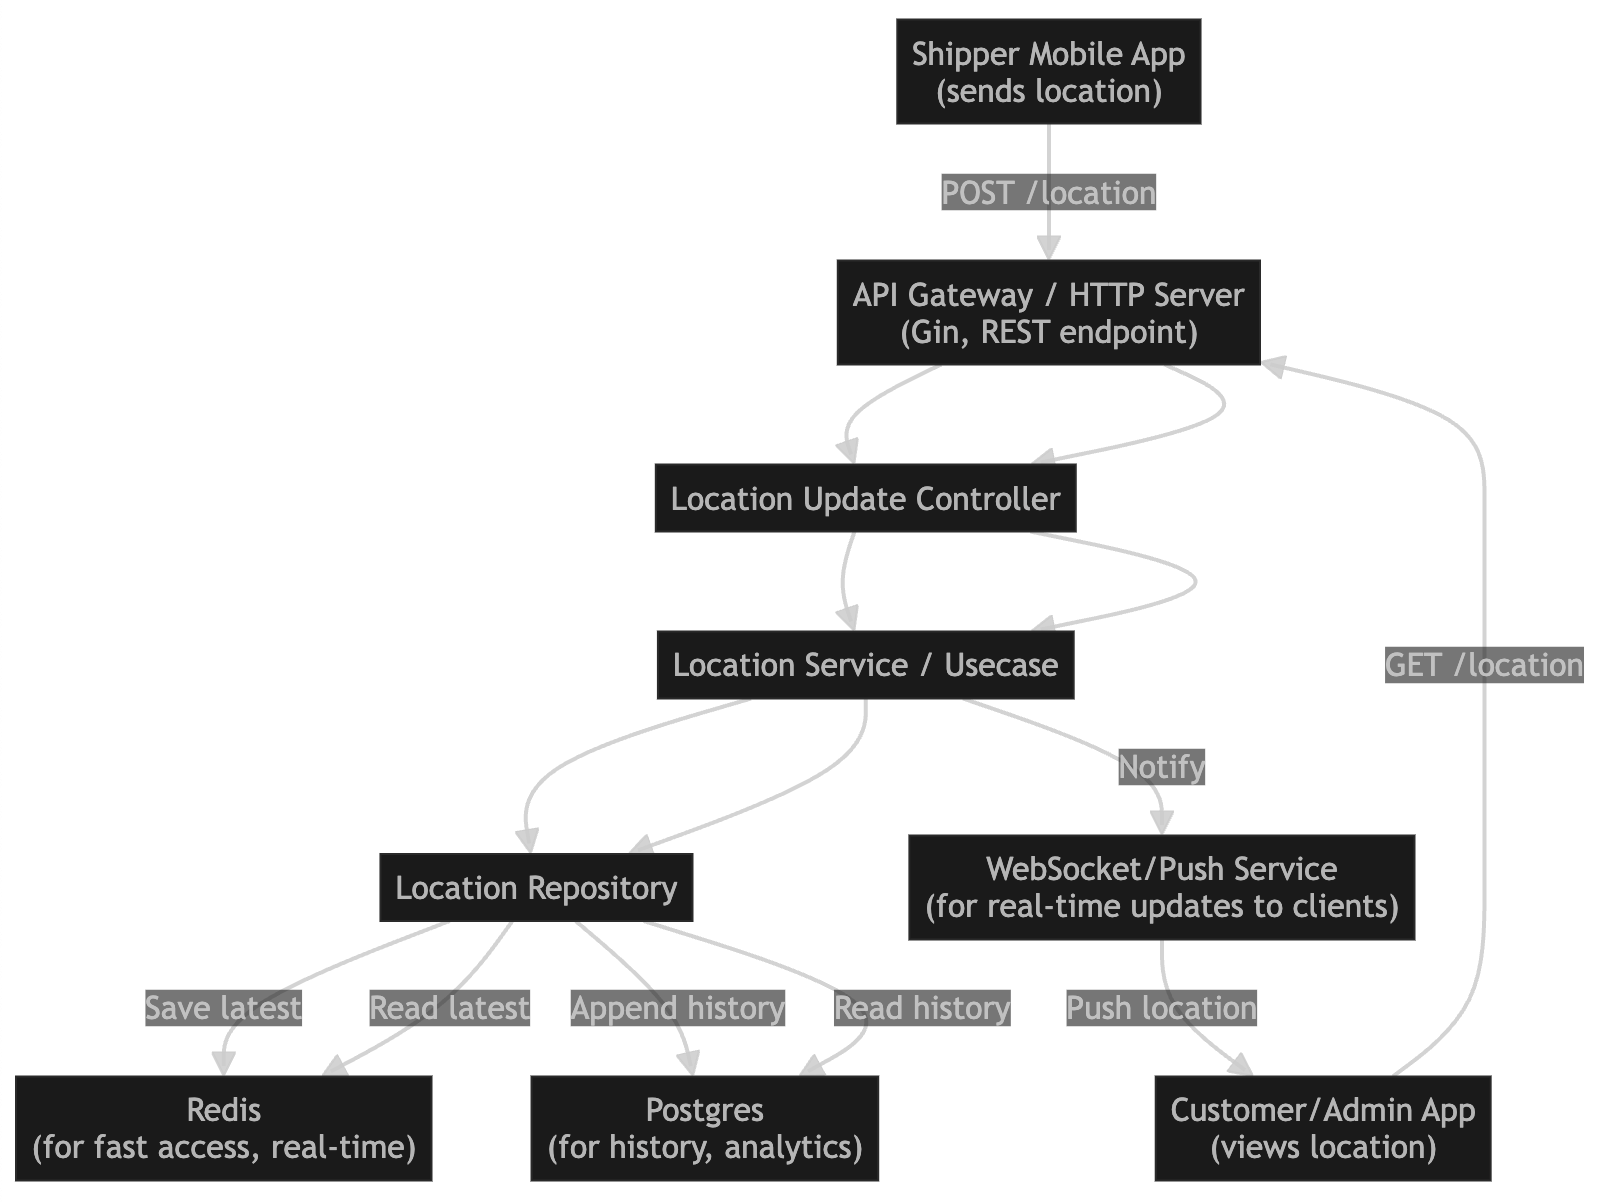 Shipper Mobile App
(sends location)
POST /location
API Gateway / HTTP Server
(Gin, REST endpoint)
Location Update Controller
Location Service / Usecase
GET /location
Notify
Location Repository
WebSocket/Push Service
(for real-time updates to clients)
Save latest
Read latest
Append history
Read history
Push location
Redis
(for fast access, real-time)
Postgres
(for history, analytics)
Customer/Admin App
(views location)